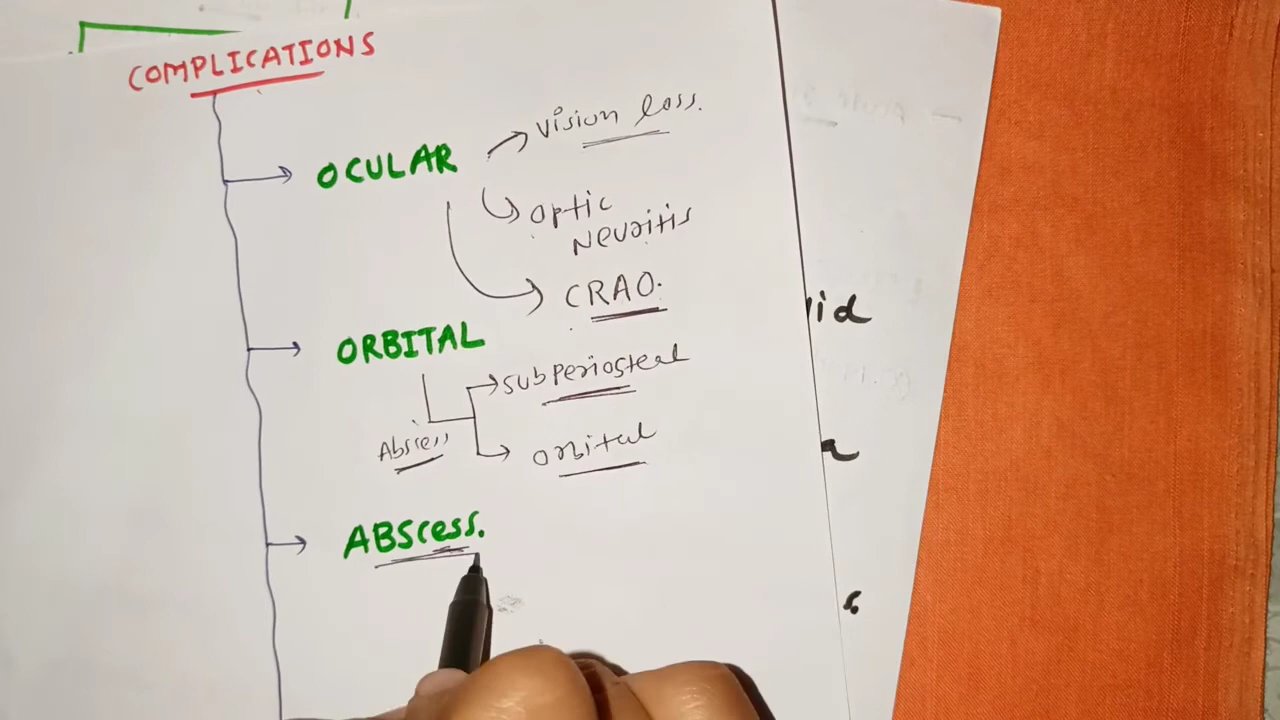 COMPLICATIONS
OCULAR
Vision loss.
Optic
Neuritis
CRAO.
ORBITAL
Subperiosteal
Abscess
Orbital
ABScess.
id
a
s